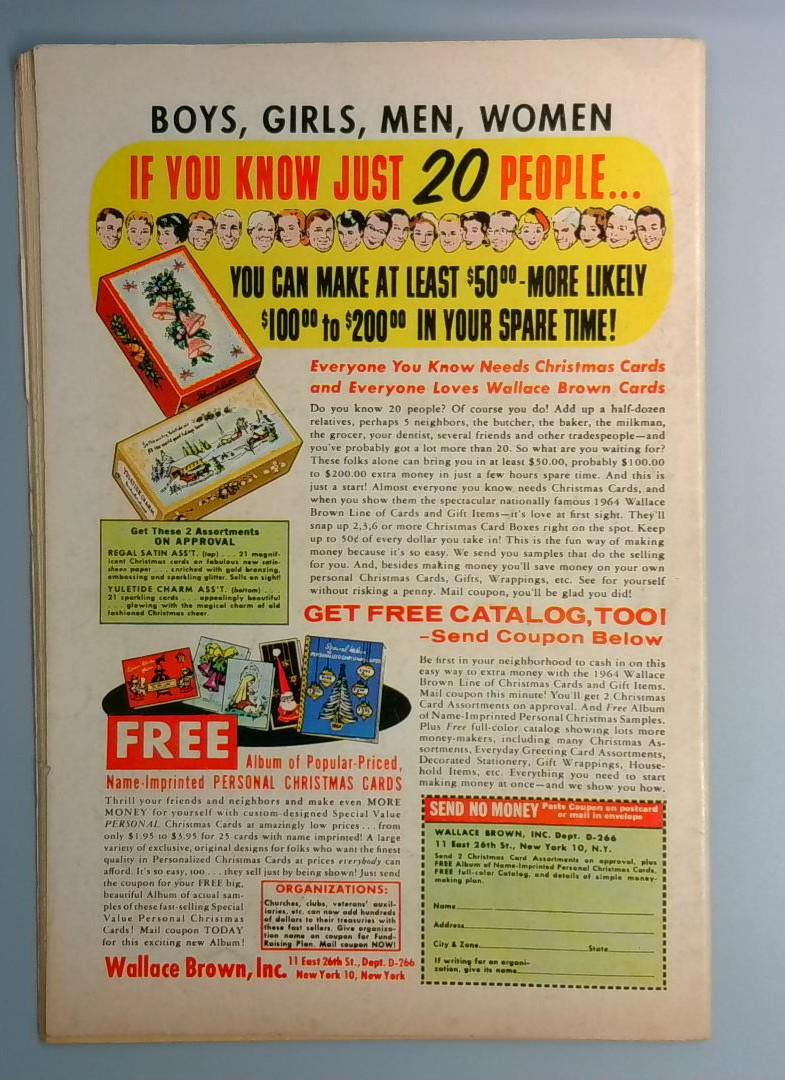 BOYS, GIRLS, MEN, WOMEN
IF YOU KNOW JUST 20 PEOPLE...
YOU CAN MAKE AT LEAST $50⁰⁰-MORE LIKELY
$100⁰⁰ to $200⁰⁰ IN YOUR SPARE TIME!
Everyone You Know Needs Christmas Cards
and Everyone Loves Wallace Brown Cards
Do you know 20 people? Of course you do! Add up a half-dozen
relatives, perhaps 5 neighbors, the butcher, the baker, the milkman,
the grocer, your dentist, several friends and other tradespeople—and
you've probably got a lot more than 20. So what are you waiting for?
These folks alone can bring you in at least $50.00, probably $100.00
to $200.00 extra money in just a few hours spare time. And this is
just a start! Almost everyone you know needs Christmas Cards, and
when you show them the spectacular nationally famous 1964 Wallace
Brown Line of Cards and Gift Items—it's love at first sight. They'll
snap up 2,3,6 or more Christmas Card Boxes right on the spot. Keep
up to 50¢ of every dollar you take in! This is the fun way of making
money because it's so easy. We send you samples that do the selling
for you. And, besides making money you'll save money on your own
personal Christmas Cards, Gifts, Wrappings, etc. See for yourself
without risking a penny. Mail coupon, you'll be glad you did!
Get These 2 Assortments
ON APPROVAL
REGAL SATIN ASS'T. (top) . . . 21 magnif-
icent Christmas cards on fabulous new satin-
sheen paper . . . enriched with gold bronzing,
embossing and sparkling glitter. Sells on sight!
YULETIDE CHARM ASS'T. (bottom) . . .
21 sparkling cards . . . appealingly beautiful
. . . glowing with the magical charm of old
fashioned Christmas cheer.
GET FREE CATALOG,TOO!
–Send Coupon Below
Be first in your neighborhood to cash in on this
easy way to extra money with the 1964 Wallace
Brown Line of Christmas Cards and Gift Items.
Mail coupon this minute! You'll get 2 Christmas
Card Assortments on approval. And Free Album
of Name-Imprinted Personal Christmas Samples.
Plus Free full-color catalog showing lots more
money-makers, including many Christmas As-
sortments, Everyday Greeting Card Assortments,
Decorated Stationery, Gift Wrappings, House-
hold Items, etc. Everything you need to start
making money at once—and we show you how.
FREE Album of Popular-Priced,
Name-Imprinted PERSONAL CHRISTMAS CARDS
Thrill your friends and neighbors and make even MORE
MONEY for yourself with custom-designed Special Value
PERSONAL Christmas Cards at amazingly low prices . . . from
only $1.95 to $3.95 for 25 cards with name imprinted! A large
variety of exclusive, original designs for folks who want the finest
quality in Personalized Christmas Cards at prices everybody can
afford. It's so easy, too . . . they sell just by being shown! Just send
the coupon for your FREE big,
beautiful Album of actual sam-
ples of these fast-selling Special
Value Personal Christmas
Cards! Mail coupon TODAY
for this exciting new Album!
ORGANIZATIONS:
Churches, clubs, veterans' auxil-
iaries, etc. can now add hundreds
of dollars to their treasuries with
these fast sellers. Give organiza-
tion name on coupon for Fund-
Raising Plan. Mail coupon NOW!
Wallace Brown, Inc. 11 East 26th St., Dept. D-266
New York 10, New York
SEND NO MONEY Paste Coupon on postcard
or mail in envelope
WALLACE BROWN, INC. Dept. D-266
11 East 26th St., New York 10, N.Y.
Send 2 Christmas Card Assortments on approval, plus
FREE Album of Name-Imprinted Personal Christmas Cards,
FREE full-color Catalog, and details of simple money-
making plan.
Name
Address
City & Zone State
If writing for an organi-
zation, give its name